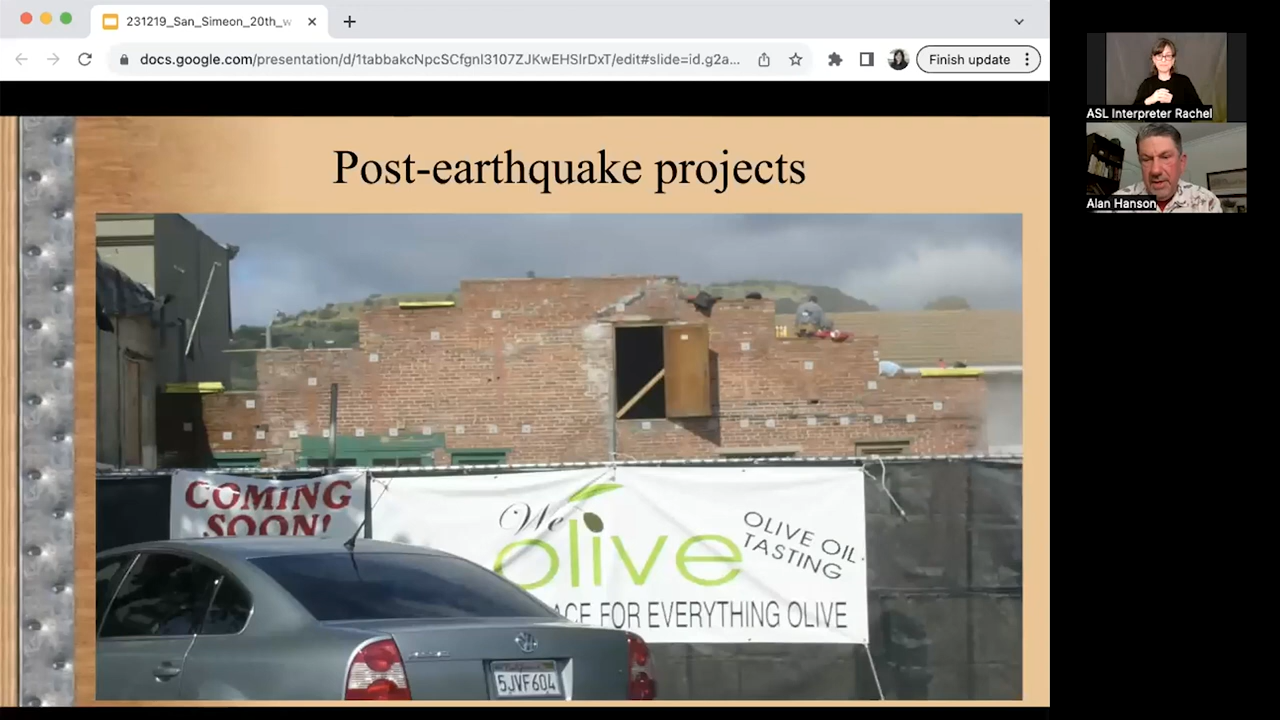 231219_San_Simeon_20th_w
docs.google.com/presentation/d/1tabbakcNpcSCfgnl3107ZJKwEHSlrDxT/edit#slide=id.g2a...
Finish update
ASL Interpreter Rachel
Alan Hanson
Post-earthquake projects
COMING
SOON!
We
olive
OLIVE OIL
TASTING
FOR EVERYTHING OLIVE
California
5JVF604